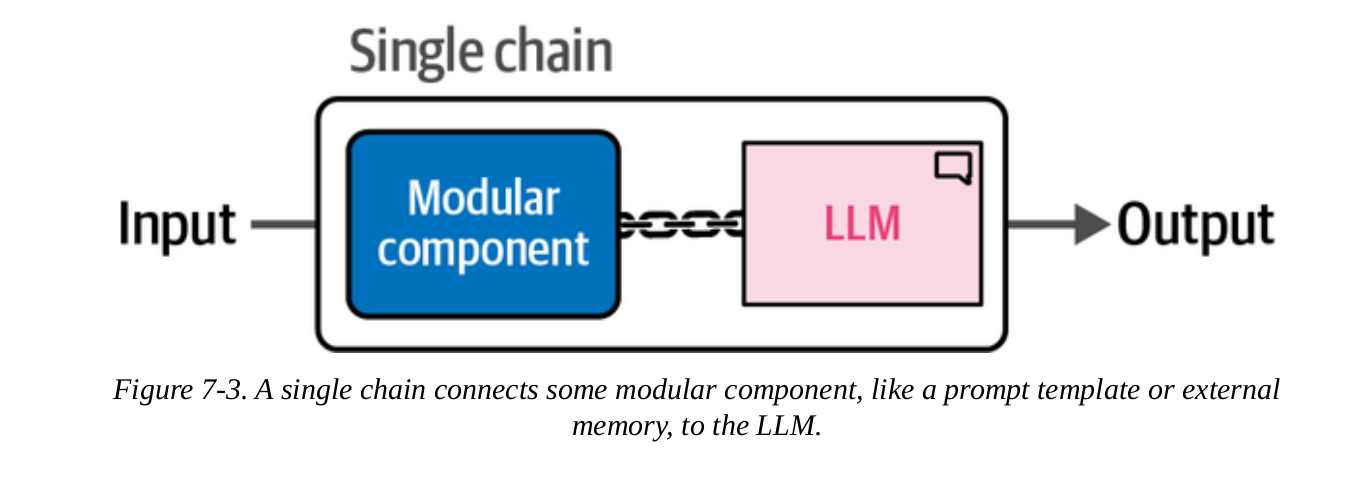 Single chain
Input
Modular
component
LLM
Output
Figure 7-3. A single chain connects some modular component, like a prompt template or external
memory, to the LLM.